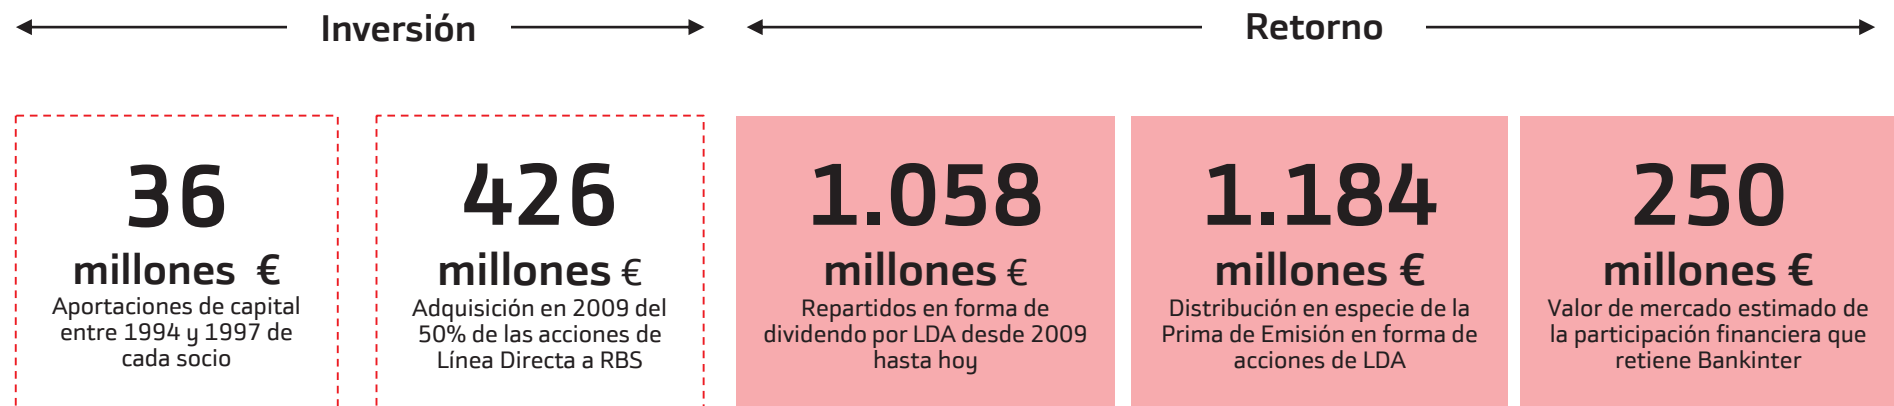 Inversión
Retorno
36
millones €
Aportaciones de capital
entre 1994 y 1997 de
cada socio
426
millones €
Adquisición en 2009 del
50% de las acciones de
Línea Directa a RBS
1.058
millones €
Repartidos en forma de
dividendo por LDA desde 2009
hasta hoy
1.184
millones €
Distribución en especie de la
Prima de Emisión en forma de
acciones de LDA
250
millones €
Valor de mercado estimado de
la participación financiera que
retiene Bankinter